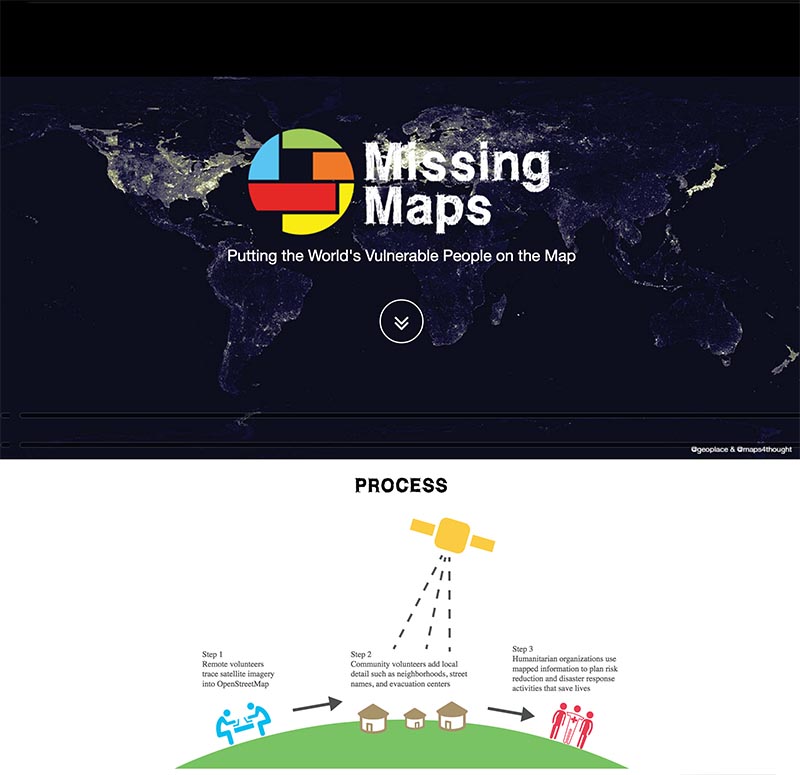 Missing
Maps
Putting the World's Vulnerable People on the Map
@geoplace & @maps4thought
PROCESS
Step 1
Remote volunteers
trace satellite imagery
into OpenStreetMap
Step 2
Community volunteers add local
detail such as neighborhoods, street
names, and evacuation centers
Step 3
Humanitarian organizations use
mapped information to plan risk
reduction and disaster response
activities that save lives